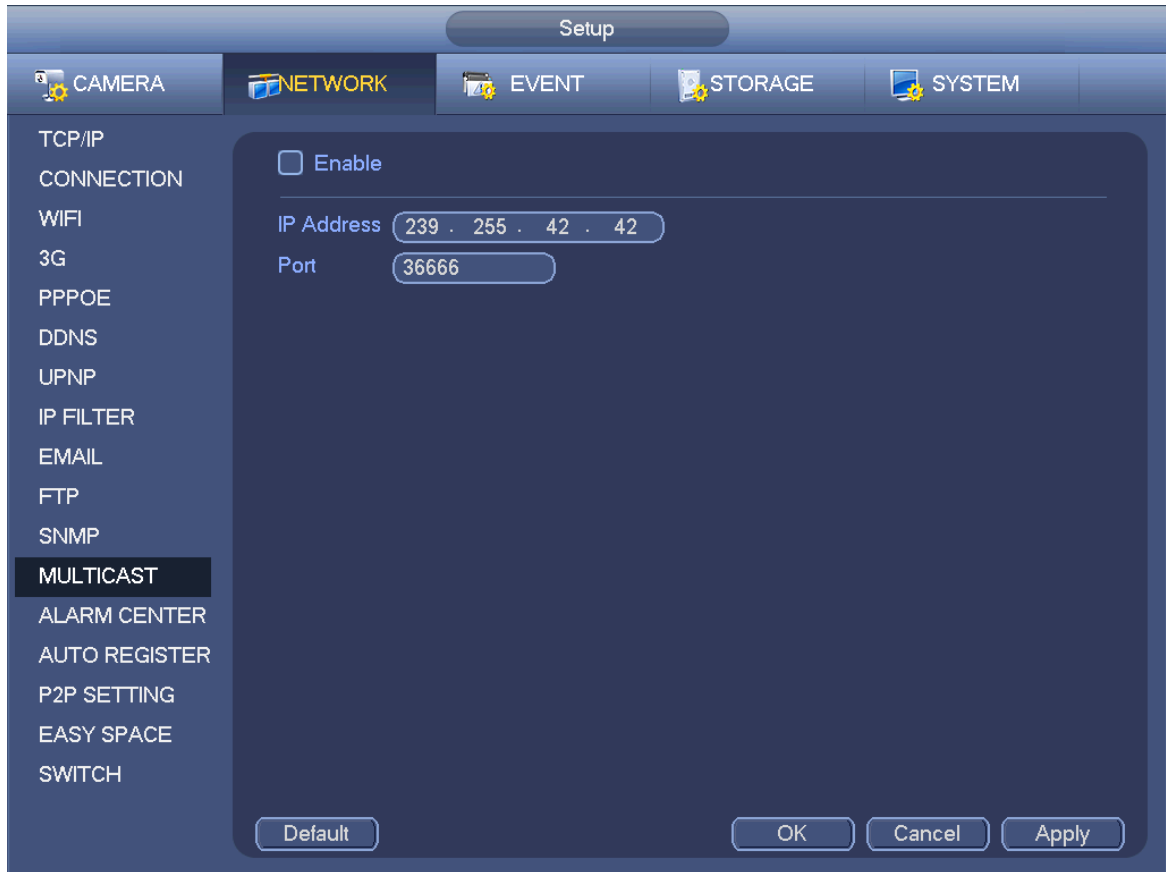 Setup
CAMERA NETWORK EVENT STORAGE SYSTEM
TCP/IP
CONNECTION
WIFI
3G
PPPOE
DDNS
UPNP
IP FILTER
EMAIL
FTP
SNMP
MULTICAST
ALARM CENTER
AUTO REGISTER
P2P SETTING
EASY SPACE
SWITCH
Enable
IP Address 239 . 255 . 42 . 42
Port 36666
Default OK Cancel Apply